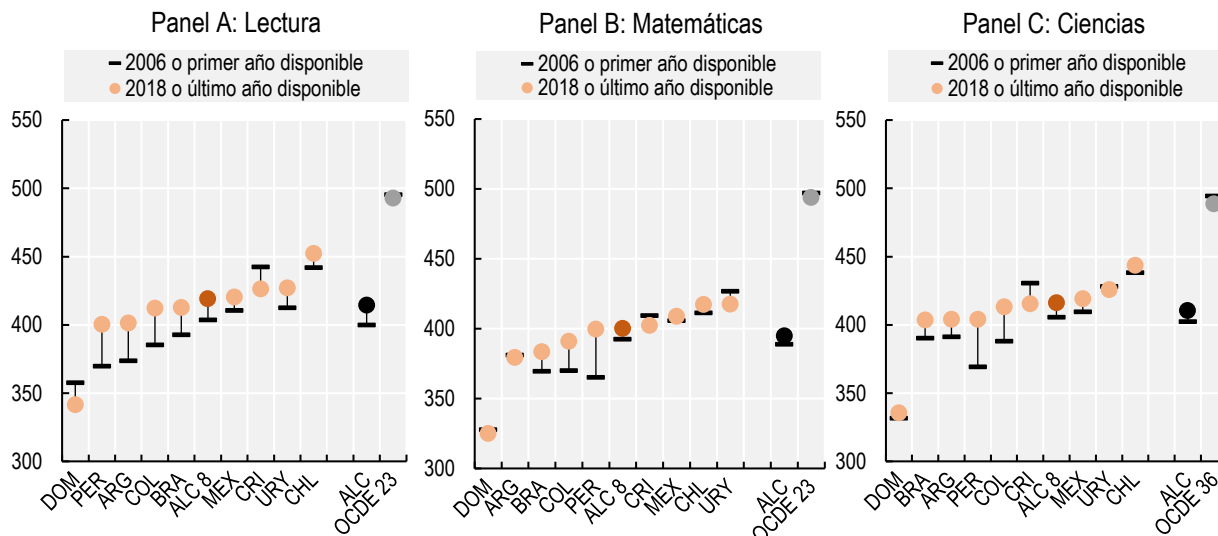 Panel A: Lectura
2006 o primer año disponible
2018 o último año disponible
550
500
450
400
350
300
DOM
PER
ARG
COL
BRA
ALC 8
MEX
CRI
URY
CHL
ALC
OCDE 23
Panel B: Matemáticas
2006 o primer año disponible
2018 o último año disponible
550
500
450
400
350
300
DOM
ARG
BRA
COL
PER
ALC 8
CRI
MEX
CHL
URY
ALC
OCDE 23
Panel C: Ciencias
2006 o primer año disponible
2018 o último año disponible
550
500
450
400
350
300
DOM
BRA
ARG
PER
COL
CRI
ALC 8
MEX
URY
CHL
ALC
OCDE 36